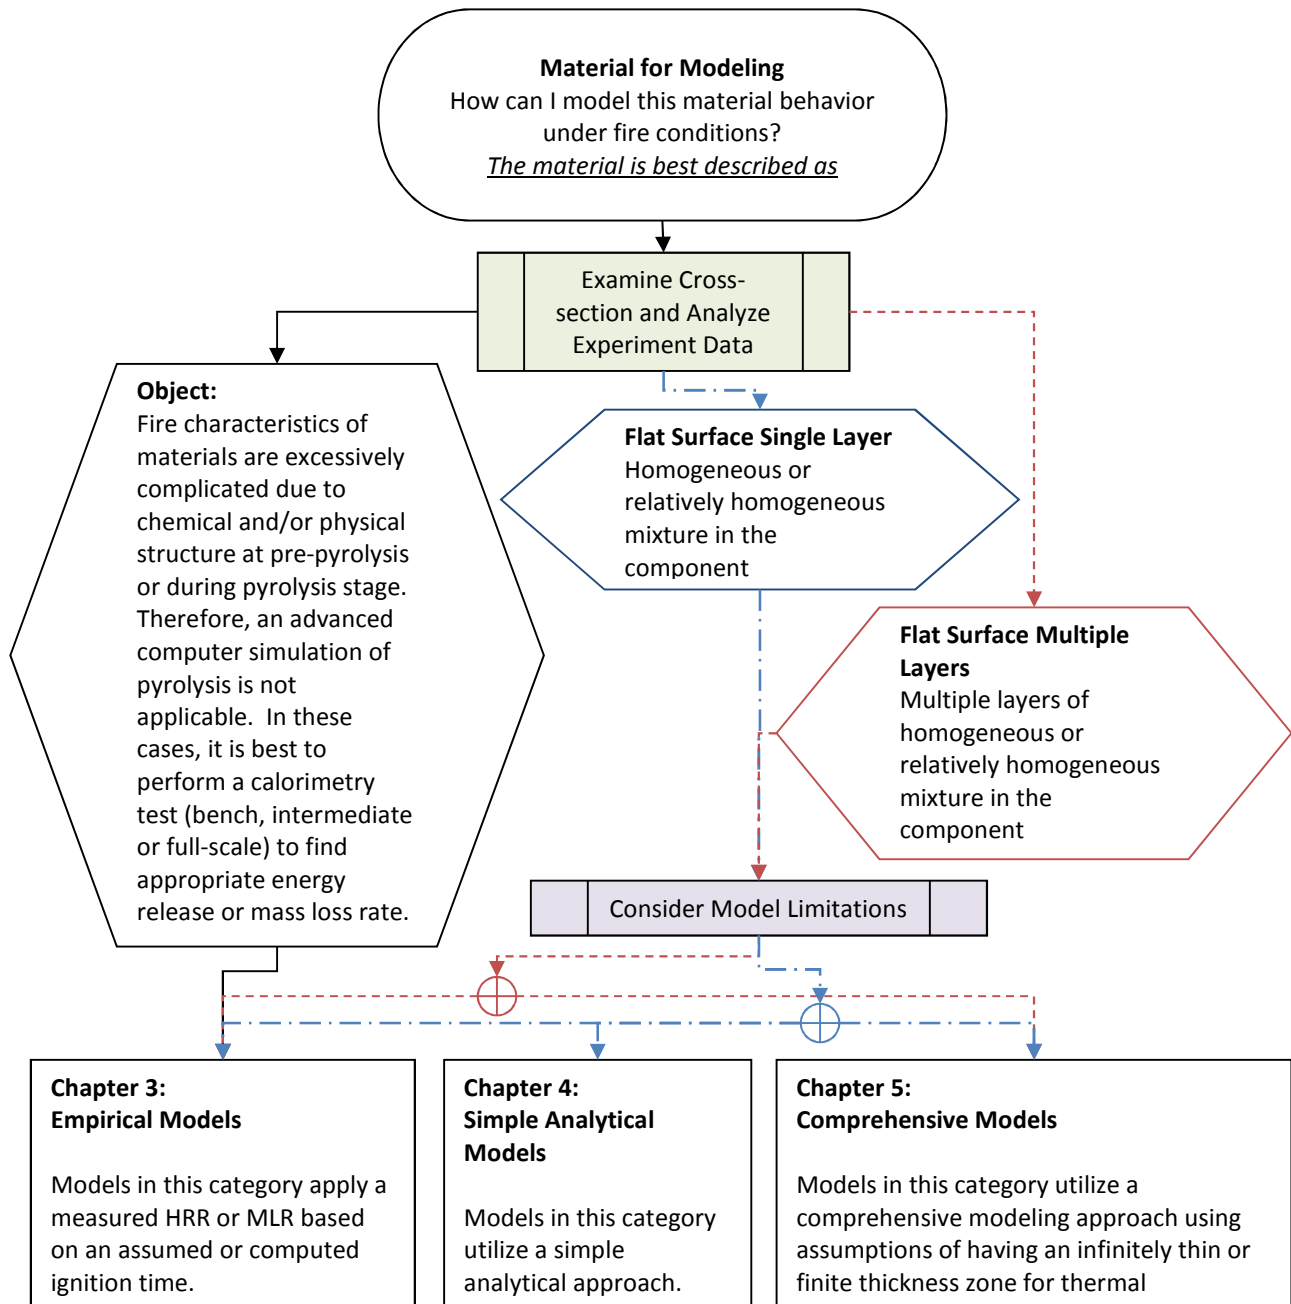 Material for Modeling
How can I model this material behavior
under fire conditions?
The material is best described as
Examine Cross-
section and Analyze
Experiment Data
Object:
Fire characteristics of
materials are excessively
complicated due to
chemical and/or physical
structure at pre-pyrolysis
or during pyrolysis stage.
Therefore, an advanced
computer simulation of
pyrolysis is not
applicable.  In these
cases, it is best to
perform a calorimetry
test (bench, intermediate
or full-scale) to find
appropriate energy
release or mass loss rate.
Flat Surface Single Layer
Homogeneous or
relatively homogeneous
mixture in the
component
Flat Surface Multiple
Layers
Multiple layers of
homogeneous or
relatively homogeneous
mixture in the
component
Consider Model Limitations
Chapter 3:
Empirical Models
Models in this category apply a
measured HRR or MLR based
on an assumed or computed
ignition time.
Chapter 4:
Simple Analytical
Models
Models in this category
utilize a simple
analytical approach.
Chapter 5:
Comprehensive Models
Models in this category utilize a
comprehensive modeling approach using
assumptions of having an infinitely thin or
finite thickness zone for thermal